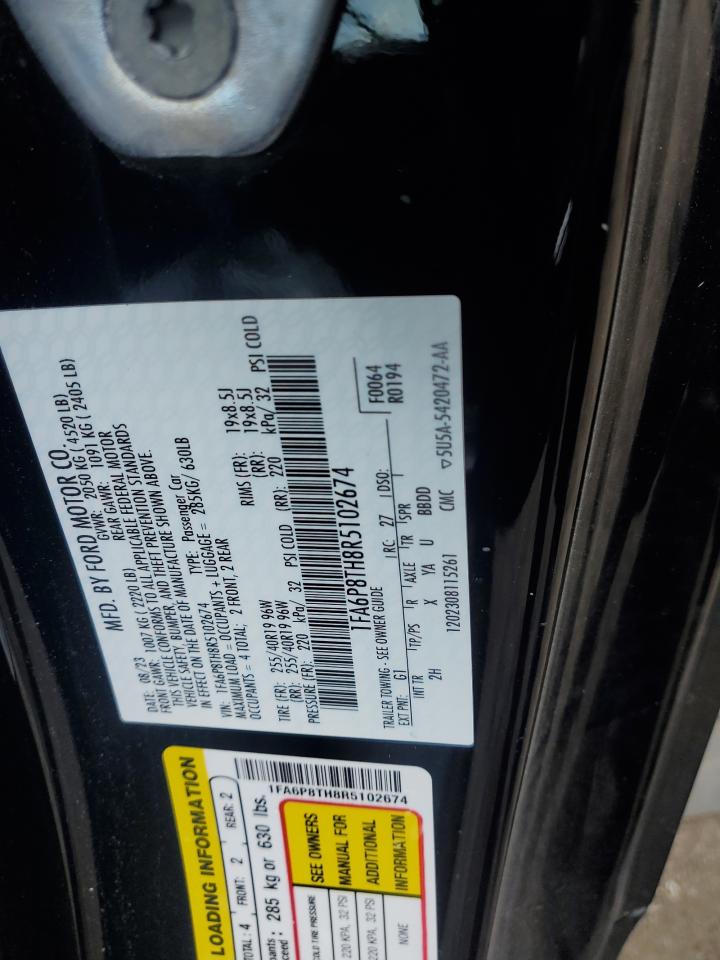 MFD. BY FORD MOTOR CO.
DATE: 08/23 GVWR: 2050 KG ( 4520 LB)
FRONT GAWR: 1007 KG ( 2220 LB) REAR GAWR: 1091 KG ( 2405 LB)
THIS VEHICLE CONFORMS TO ALL APPLICABLE FEDERAL MOTOR
VEHICLE SAFETY, BUMPER, AND THEFT PREVENTION STANDARDS
IN EFFECT ON THE DATE OF MANUFACTURE SHOWN ABOVE.
VIN: 1FA6P8TH8R5102674 TYPE: Passenger Car
MAXIMUM LOAD = OCCUPANTS + LUGGAGE = 285KG/ 630LB
OCCUPANTS = 4 TOTAL; 2 FRONT, 2 REAR
TIRE (FR): 255/40R19 96W RIMS (FR): 19x8.5J
(RR): 255/40R19 96W (RR): 19x8.5J
PRESSURE (FR): 220 kPa/ 32 PSI COLD (RR): 220 kPa/ 32 PSI COLD
1FA6P8TH8R5102674
TRAILER TOWING - SEE OWNER GUIDE
F0064
R0194
EXT PNT: G1 RC: 27 DSO:
INT TR TP/PS R AXLE TR SPR
2H X YA U BBDD
1202308115261 CMC ▽5U5A-5420472-AA
LOADING INFORMATION
TOTAL: 4 FRONT: 2 REAR: 2
285 kg or 630 lbs.
1FA6P8TH8R5102674
COLD TIRE PRESSURE
220 KPA, 32 PSI
220 KPA, 32 PSI
NONE
SEE OWNERS
MANUAL FOR
ADDITIONAL
INFORMATION